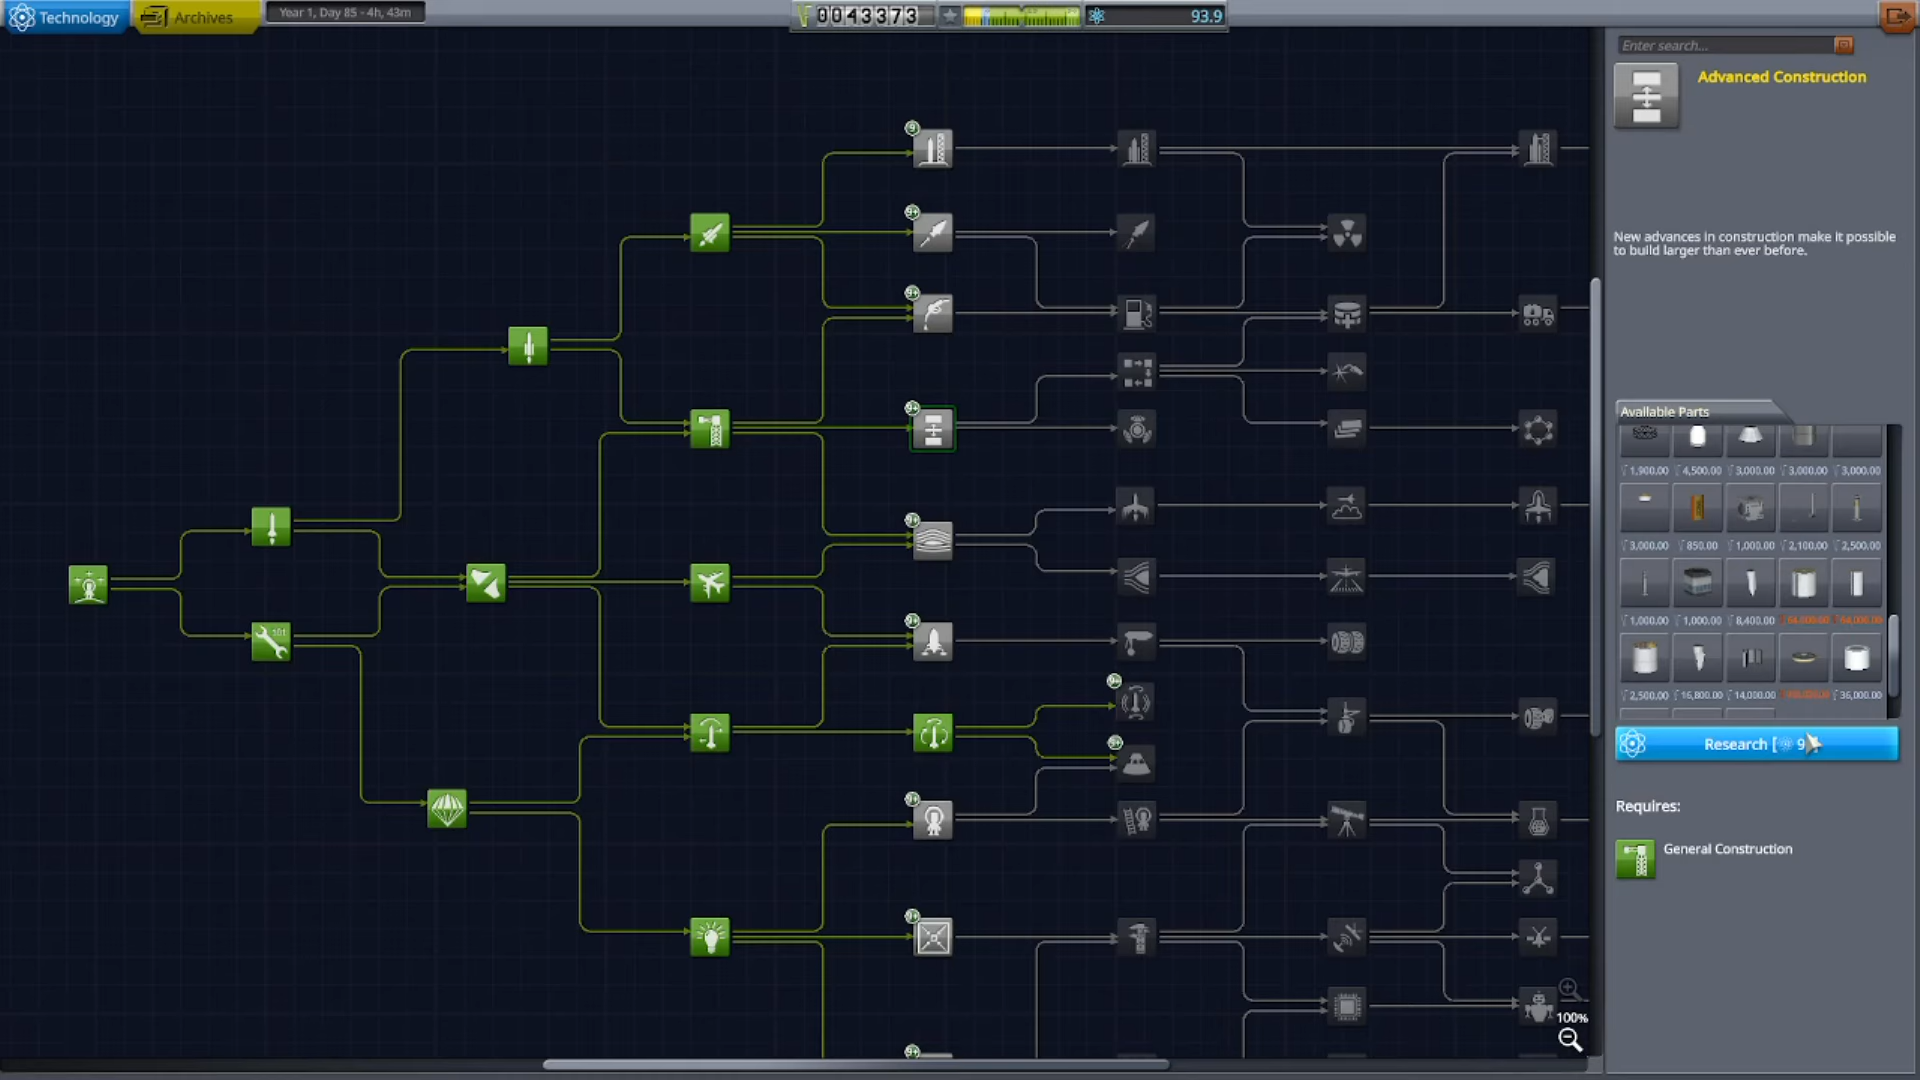 Technology
Archives
Year 1, Day 85 - 4h, 43m
0043373
93.9
Enter search...
Advanced Construction
New advances in construction make it possible
to build larger than ever before.
Available Parts
1,900.00 4,500.00 3,000.00 3,000.00 3,000.00
3,000.00 850.00 1,000.00 2,100.00 2,500.00
1,000.00 1,000.00 8,400.00
2,500.00 16,800.00 14,000.00 36,000.00
Research [ 9
Requires:
General Construction
101
100%